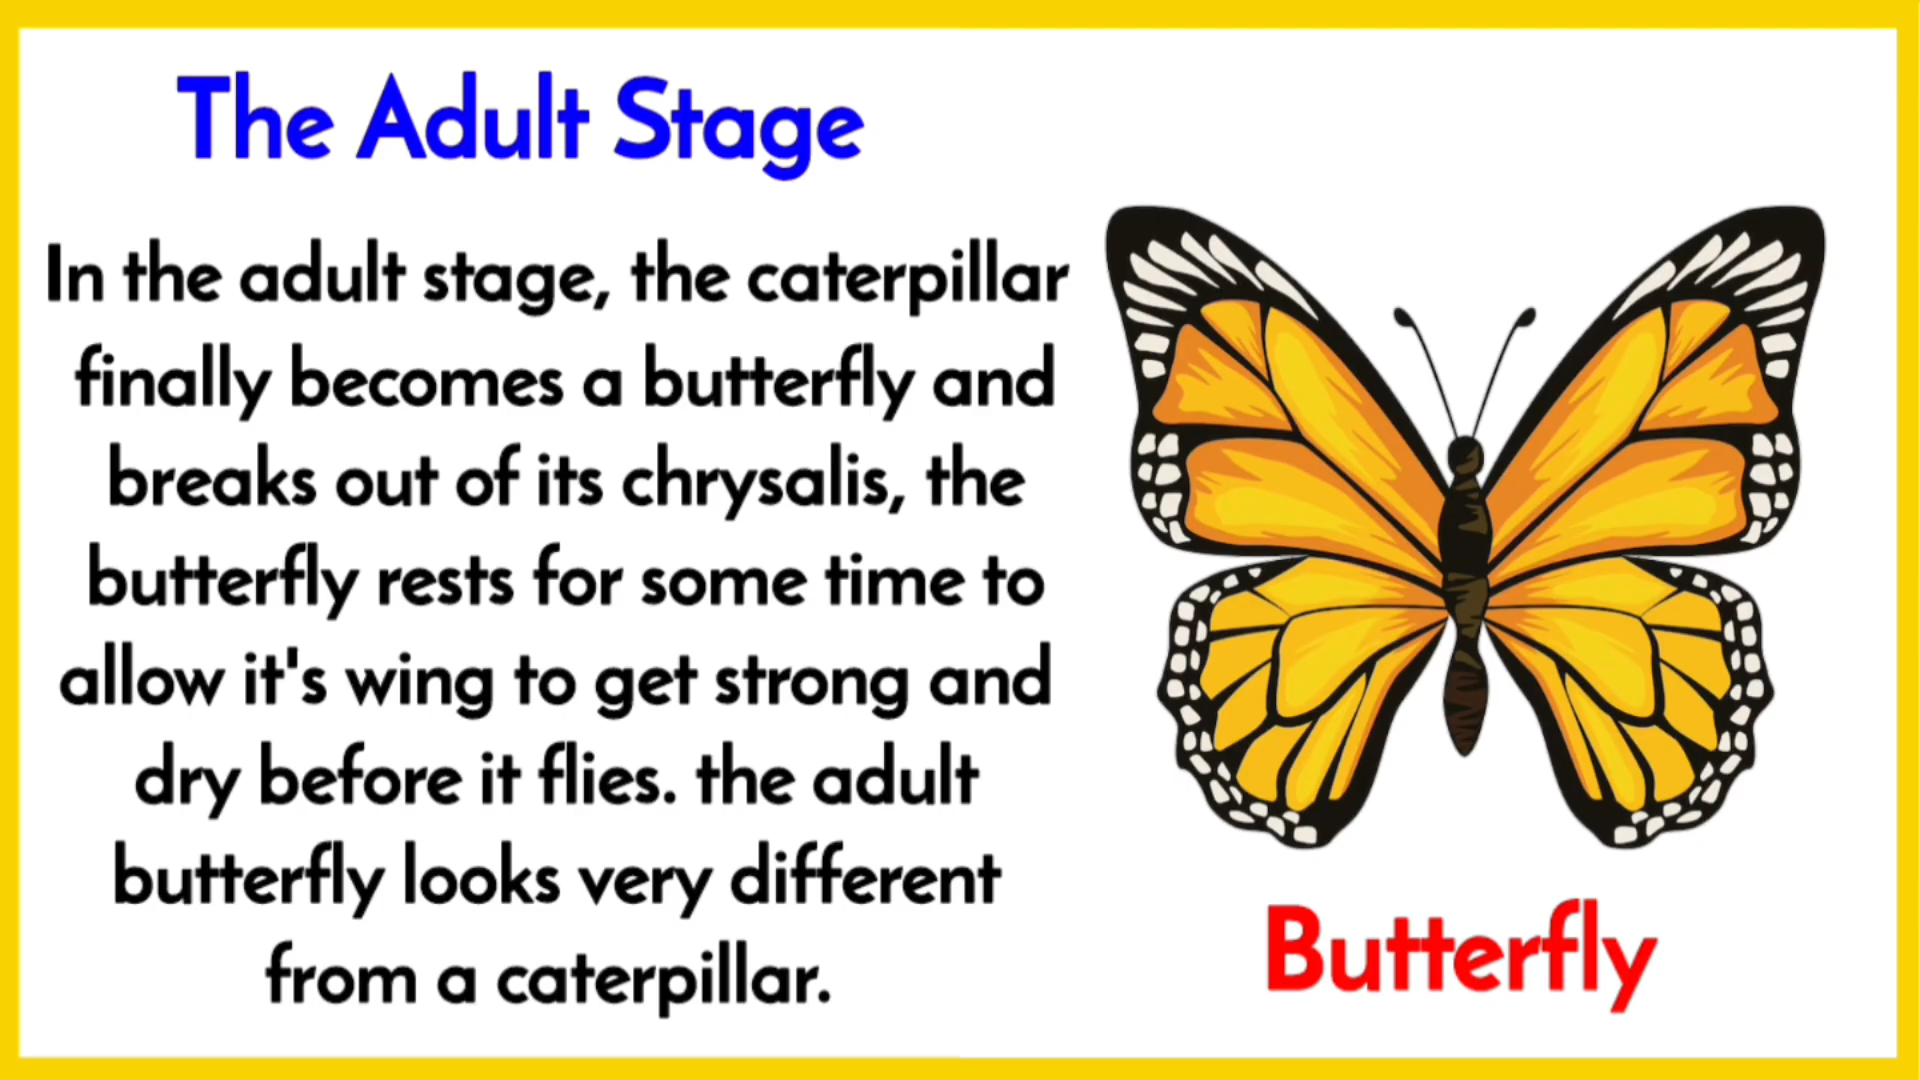 The Adult Stage
In the adult stage, the caterpillar
finally becomes a butterfly and
breaks out of its chrysalis, the
butterfly rests for some time to
allow it's wing to get strong and
dry before it flies. the adult
butterfly looks very different
from a caterpillar.
Butterfly